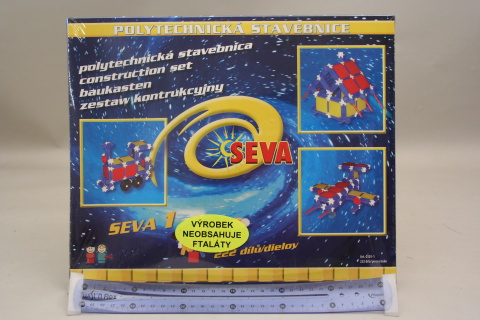 POLYTECHNICKÁ STAVEBNICE
polytechnická stavebnica
construction set
baukasten
zestaw kontrukcyjny
SEVA
SEVA 1
VÝROBEK
NEOBSAHUJE
FTALÁTY
222 dílů/dielov